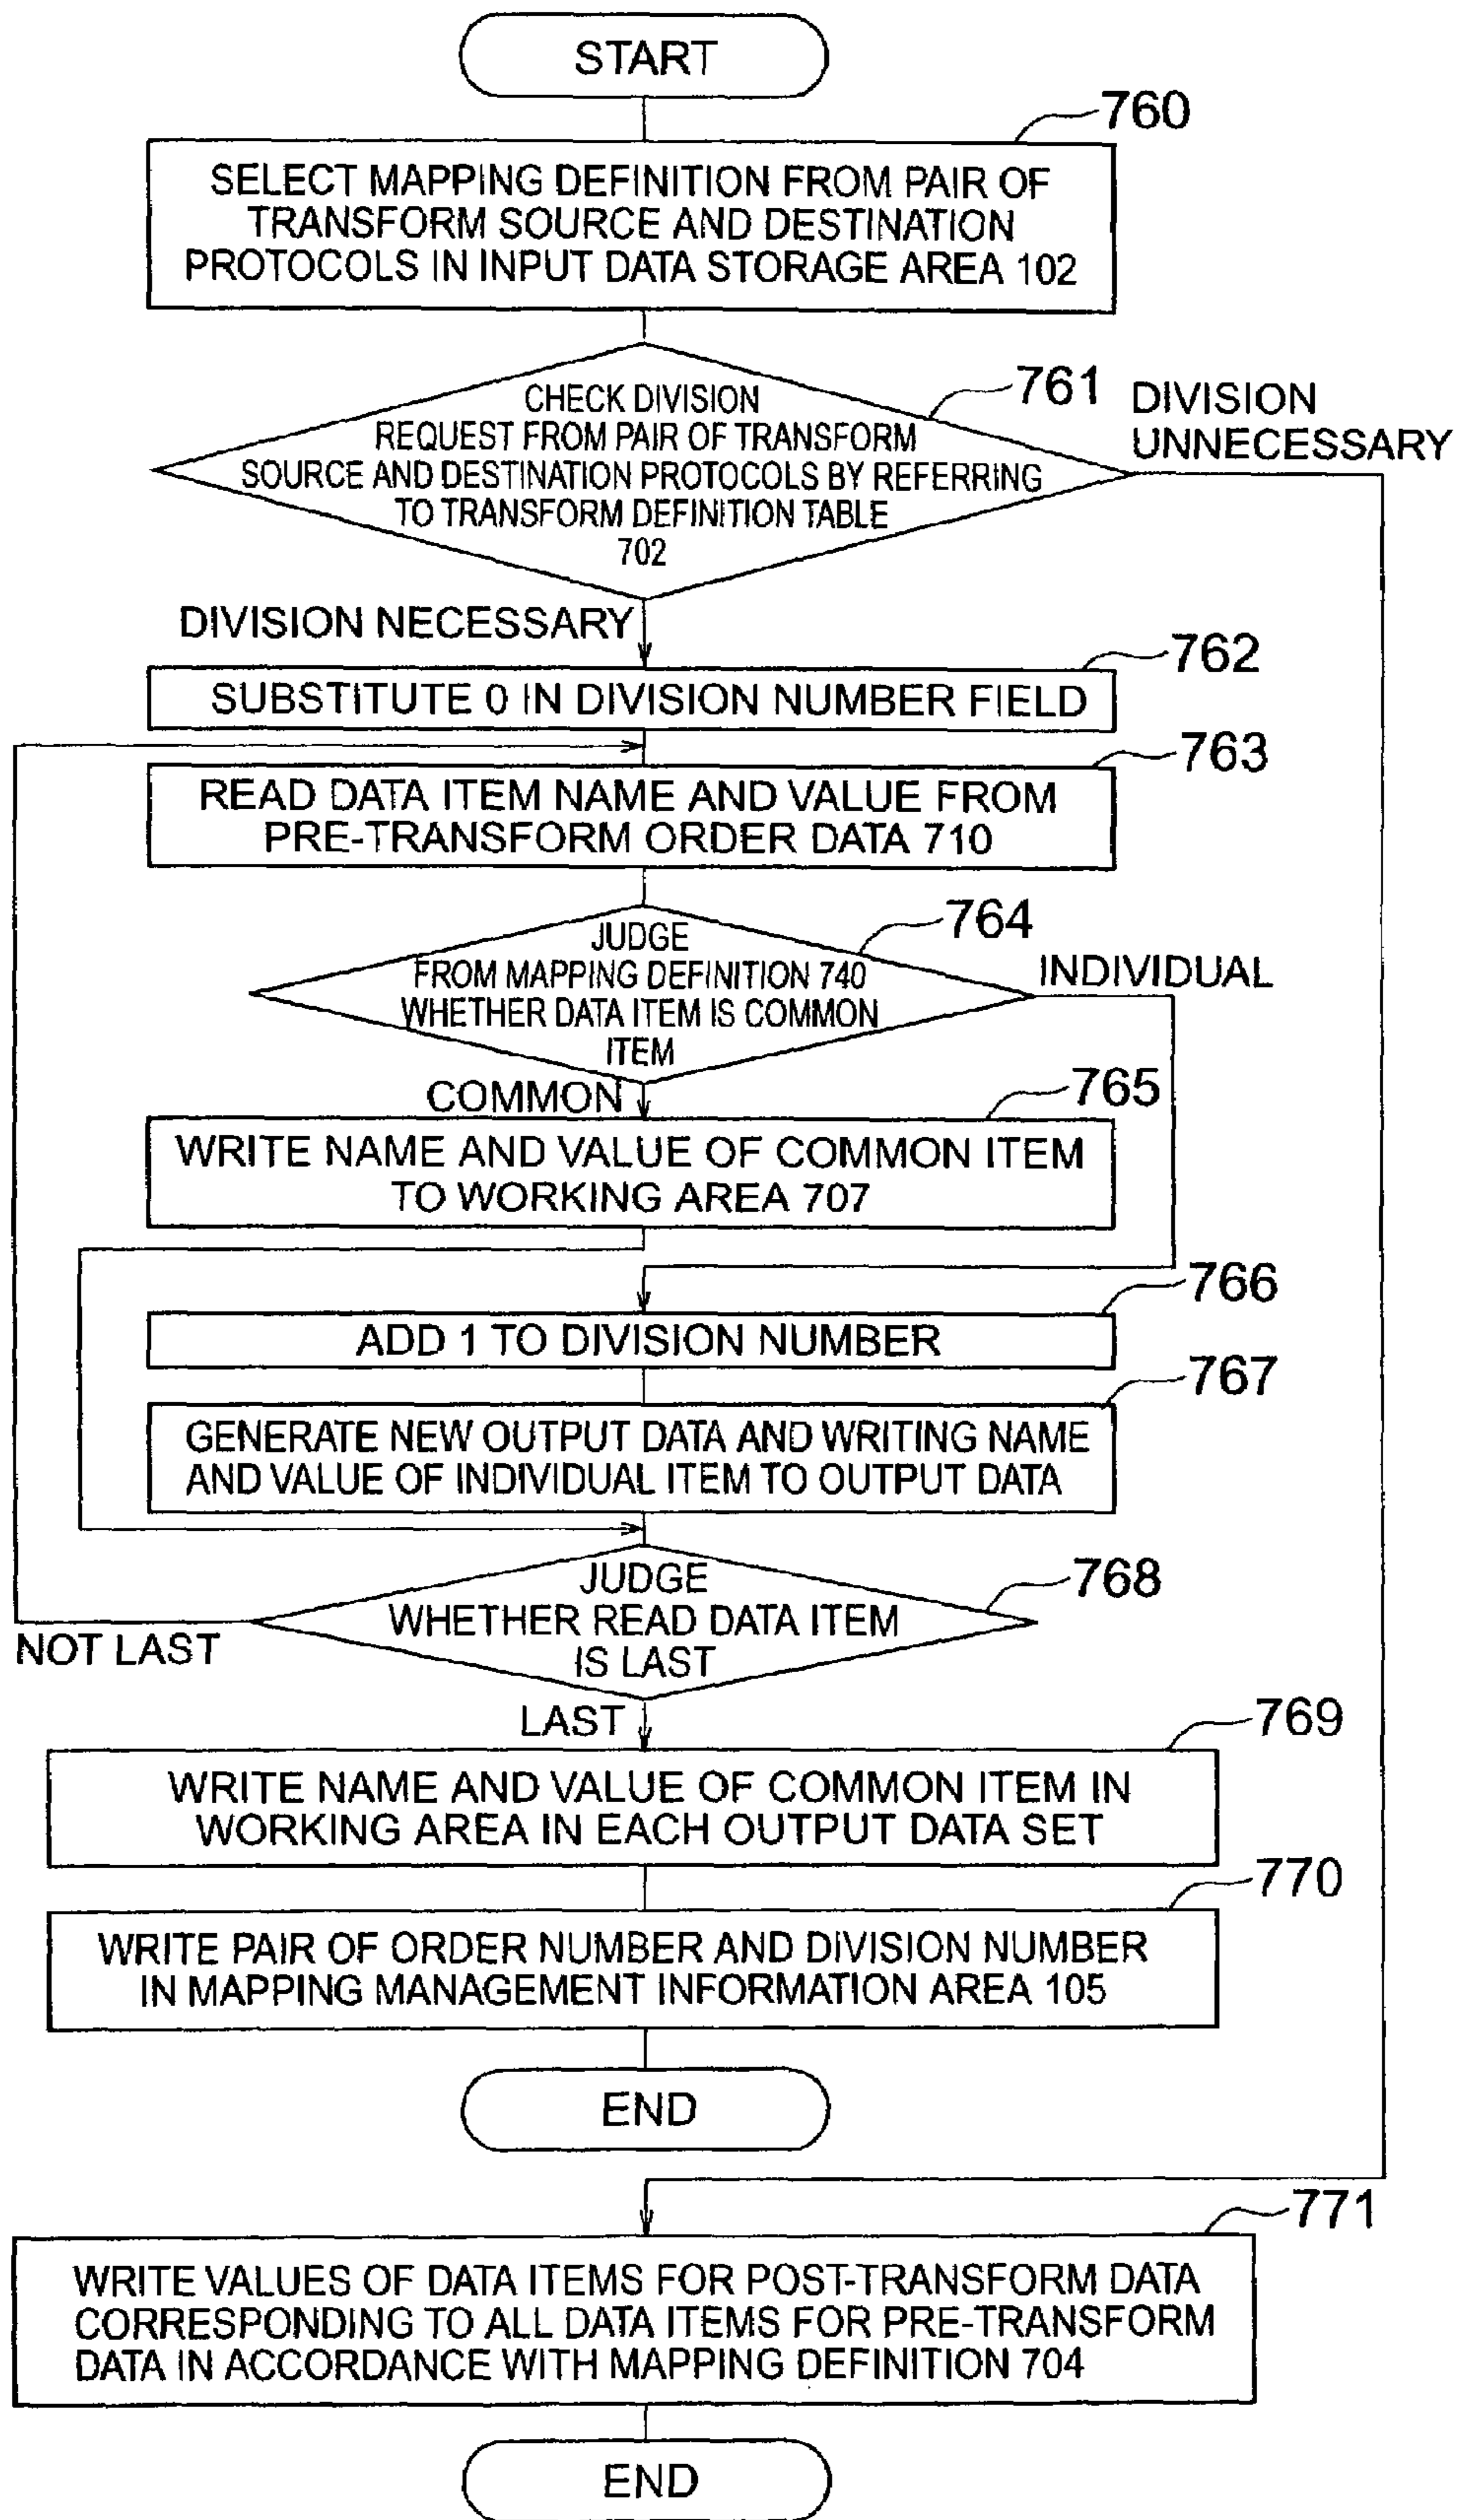 START
760
SELECT MAPPING DEFINITION FROM PAIR OF
TRANSFORM SOURCE AND DESTINATION
PROTOCOLS IN INPUT DATA STORAGE AREA 102
761
DIVISION
UNNECESSARY
CHECK DIVISION
REQUEST FROM PAIR OF TRANSFORM
SOURCE AND DESTINATION PROTOCOLS BY REFERRING
TO TRANSFORM DEFINITION TABLE
702
DIVISION NECESSARY
762
SUBSTITUTE 0 IN DIVISION NUMBER FIELD
763
READ DATA ITEM NAME AND VALUE FROM
PRE-TRANSFORM ORDER DATA 710
764
JUDGE
FROM MAPPING DEFINITION 740
WHETHER DATA ITEM IS COMMON
ITEM
INDIVIDUAL
COMMON
765
WRITE NAME AND VALUE OF COMMON ITEM
TO WORKING AREA 707
766
ADD 1 TO DIVISION NUMBER
767
GENERATE NEW OUTPUT DATA AND WRITING NAME
AND VALUE OF INDIVIDUAL ITEM TO OUTPUT DATA
768
JUDGE
WHETHER READ DATA ITEM
IS LAST
NOT LAST
LAST
769
WRITE NAME AND VALUE OF COMMON ITEM IN
WORKING AREA IN EACH OUTPUT DATA SET
770
WRITE PAIR OF ORDER NUMBER AND DIVISION NUMBER
IN MAPPING MANAGEMENT INFORMATION AREA 105
END
771
WRITE VALUES OF DATA ITEMS FOR POST-TRANSFORM DATA
CORRESPONDING TO ALL DATA ITEMS FOR PRE-TRANSFORM
DATA IN ACCORDANCE WITH MAPPING DEFINITION 704
END